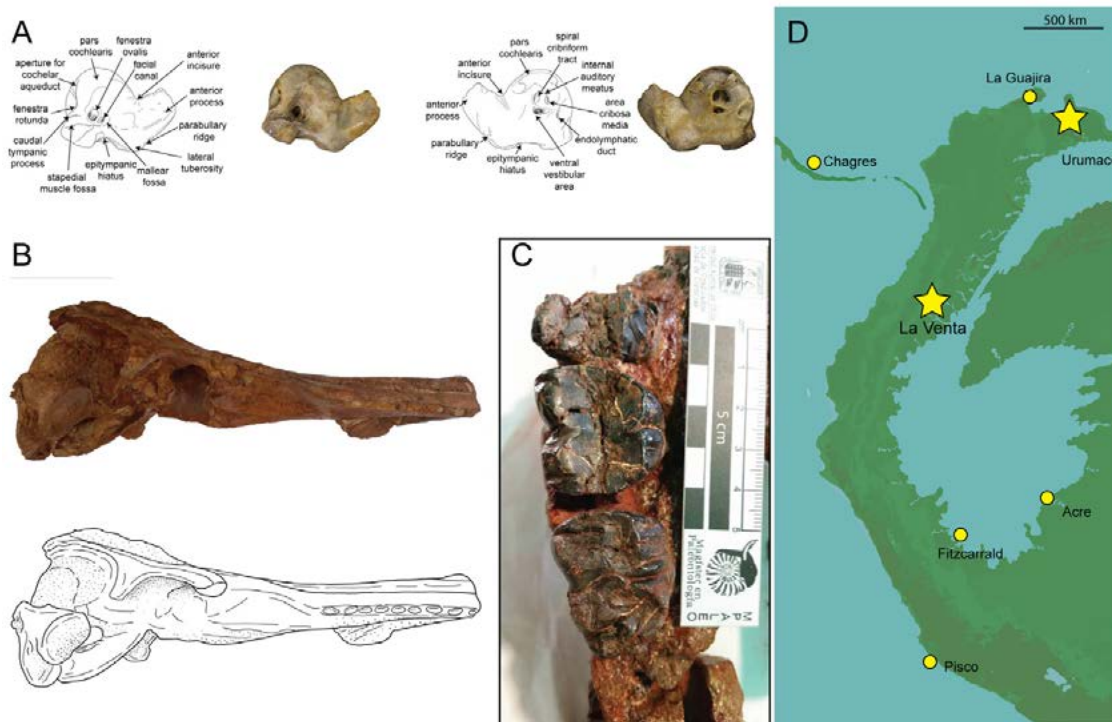 A
aperture for
cochelar
aqueduct
pars
cochlearis
fenestra
ovalis
facial
canal
anterior
incisure
anterior
process
fenestra
rotunda
caudal
tympanic
process
stapedial
muscle fossa
epitympanic
hiatus
mallear
fossa
lateral
tuberosity
parabullary
ridge
anterior
incisure
pars
cochlearis
spiral
cribriform
tract
internal
auditory
meatus
area
cribosa
media
endolymphatic
duct
ventral
vestibular
area
anterior
process
parabullary
ridge
epitympanic
hiatus
B
C
5 cm
Paleontología
MPALEO
D
500 km
La Guajira
Urumaco
Chagres
La Venta
Acre
Fitzcarrald
Pisco